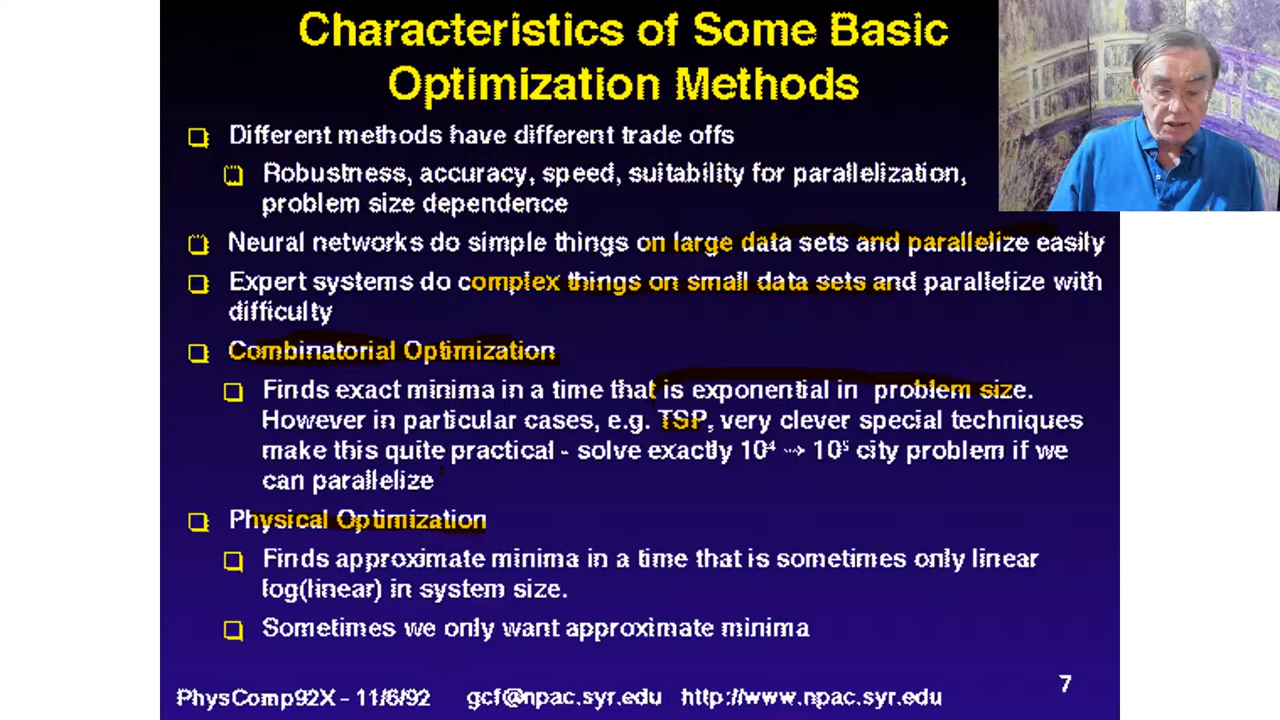 Characteristics of Some Basic
Optimization Methods
Different methods have different trade offs
Robustness, accuracy, speed, suitability for parallelization,
problem size dependence
Neural networks do simple things on large data sets and parallelize easily
Expert systems do complex things on small data sets and parallelize with
difficulty
Combinatorial Optimization
Finds exact minima in a time that is exponential in problem size.
However in particular cases, e.g. TSP, very clever special techniques
make this quite practical - solve exactly 10⁴ → 10⁵ city problem if we
can parallelize
Physical Optimization
Finds approximate minima in a time that is sometimes only linear
log(linear) in system size.
Sometimes we only want approximate minima
PhysComp92X - 11/6/92 gcf@npac.syr.edu http://www.npac.syr.edu 7